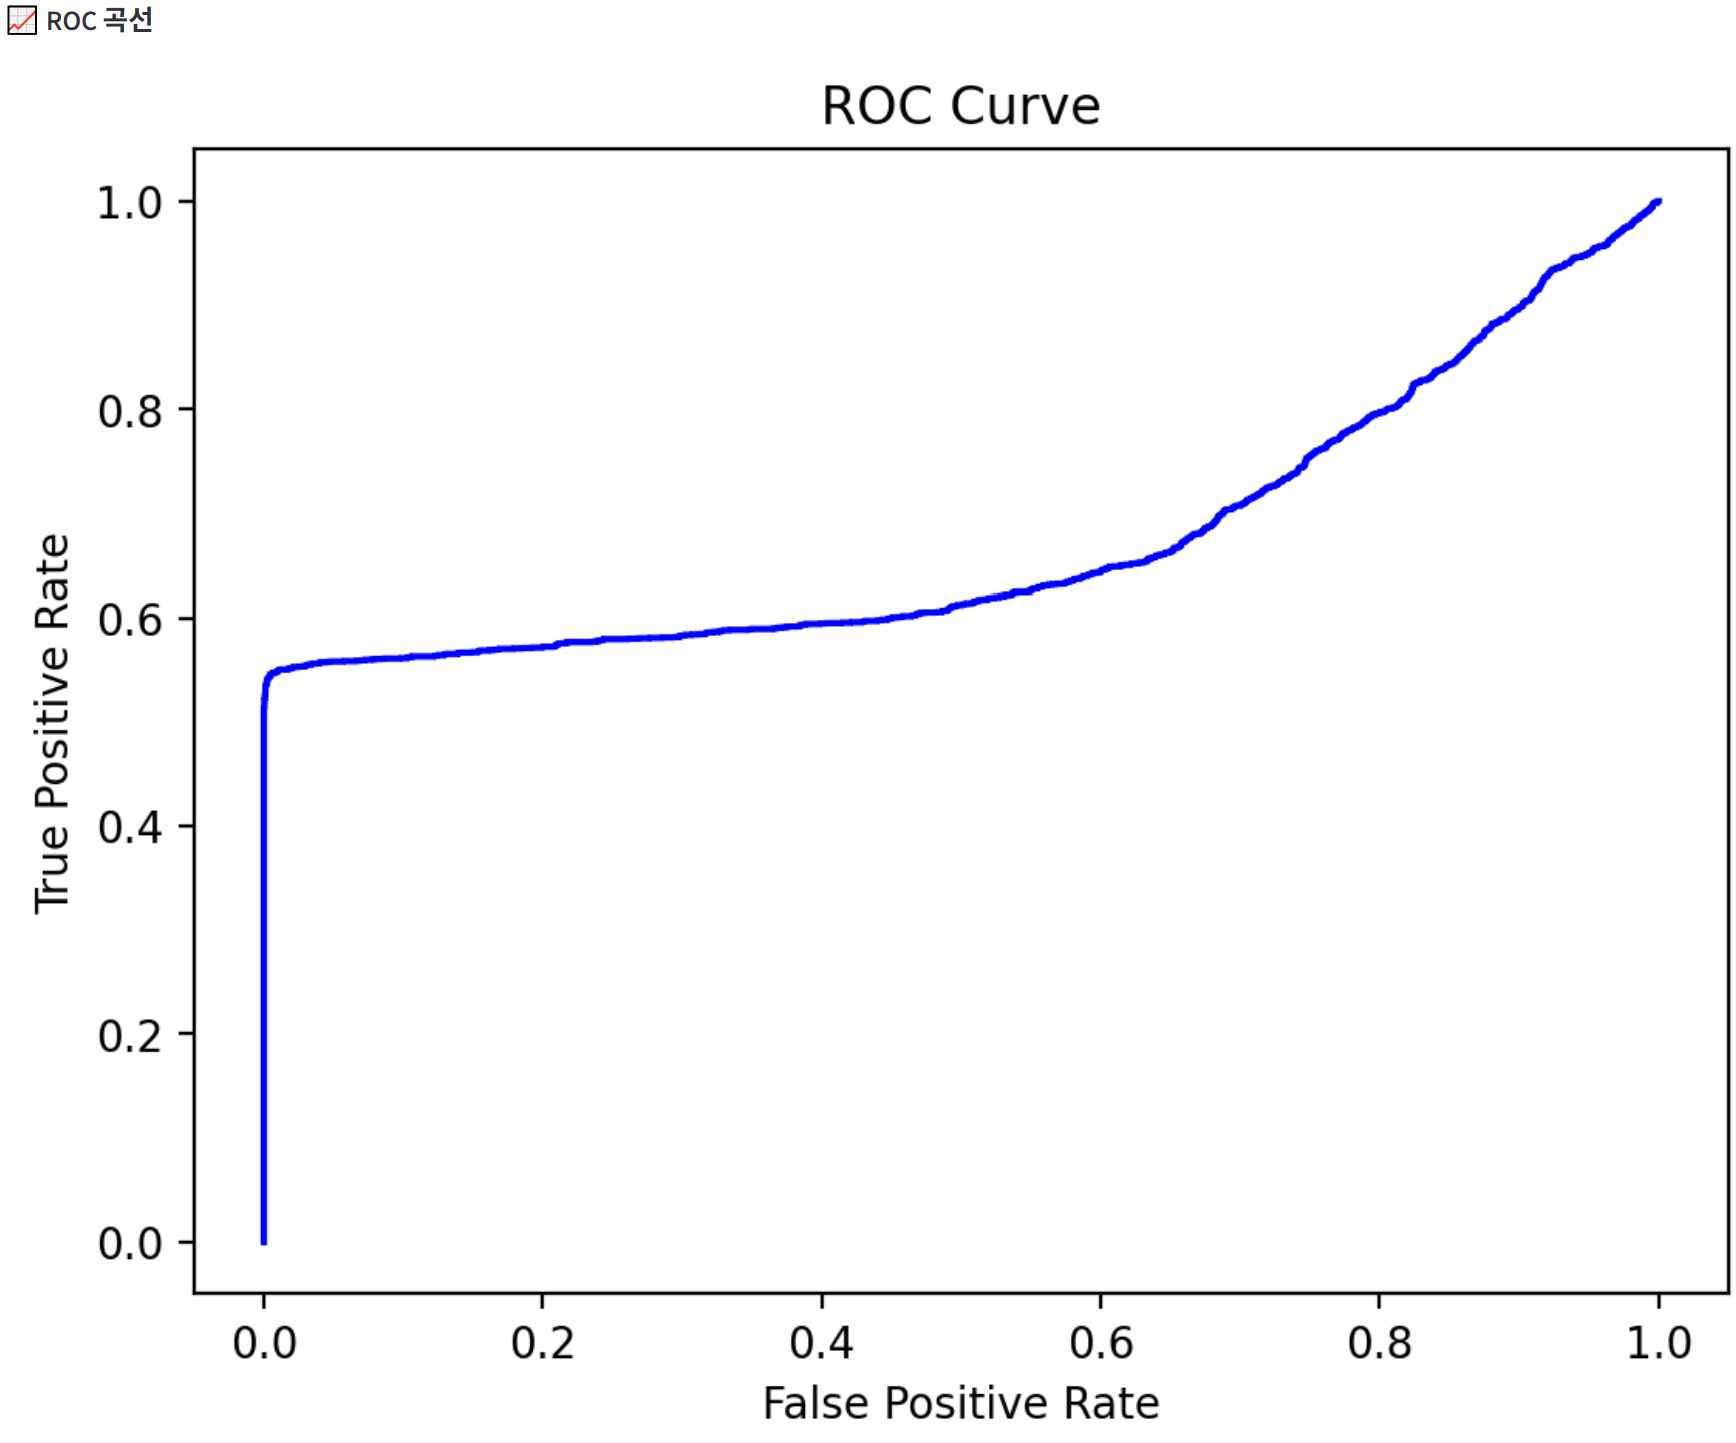 ROC 곡선
ROC Curve
1.0
0.8
0.6
0.4
0.2
0.0
True Positive Rate
0.0 0.2 0.4 0.6 0.8 1.0
False Positive Rate